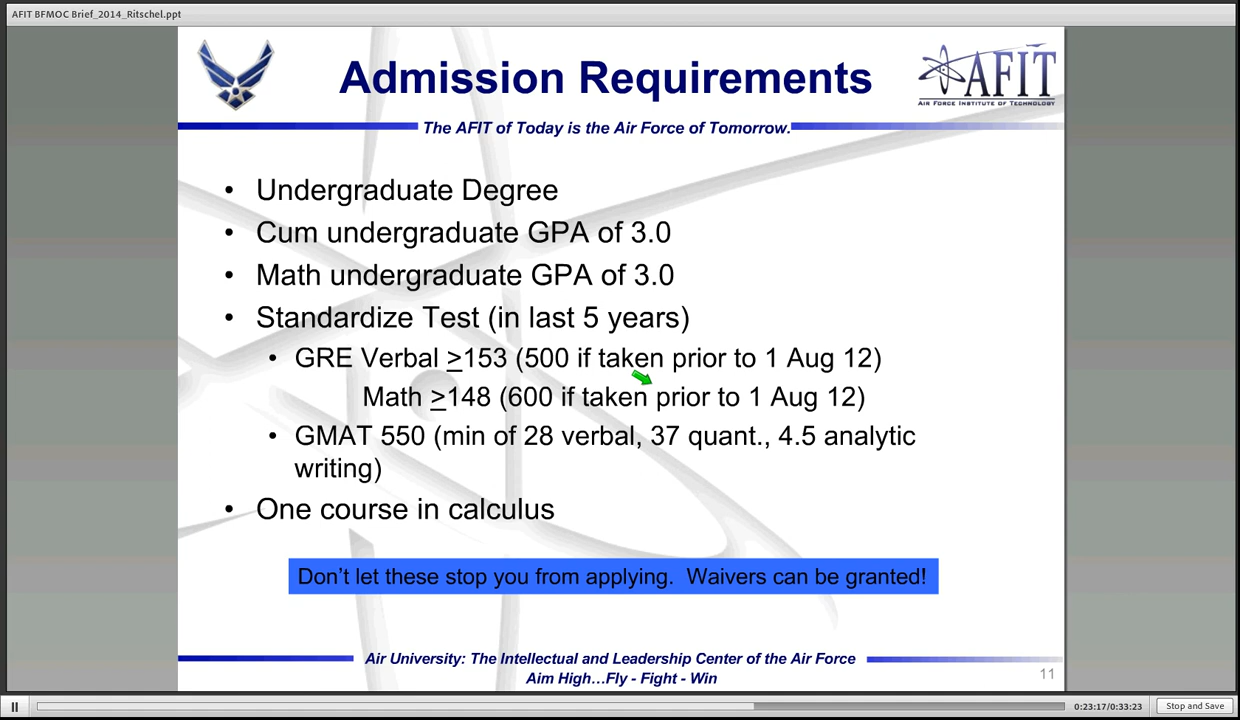 AFIT BFMOC Brief_2014_Ritschel.ppt
Admission Requirements
AFIT
AIR FORCE INSTITUTE OF TECHNOLOGY
The AFIT of Today is the Air Force of Tomorrow.
• Undergraduate Degree
• Cum undergraduate GPA of 3.0
• Math undergraduate GPA of 3.0
• Standardize Test (in last 5 years)
• GRE Verbal >153 (500 if taken prior to 1 Aug 12)
Math >148 (600 if taken prior to 1 Aug 12)
• GMAT 550 (min of 28 verbal, 37 quant., 4.5 analytic
writing)
• One course in calculus
Don't let these stop you from applying.  Waivers can be granted!
Air University: The Intellectual and Leadership Center of the Air Force
Aim High…Fly - Fight - Win
11
0:23:17/0:33:23
Stop and Save